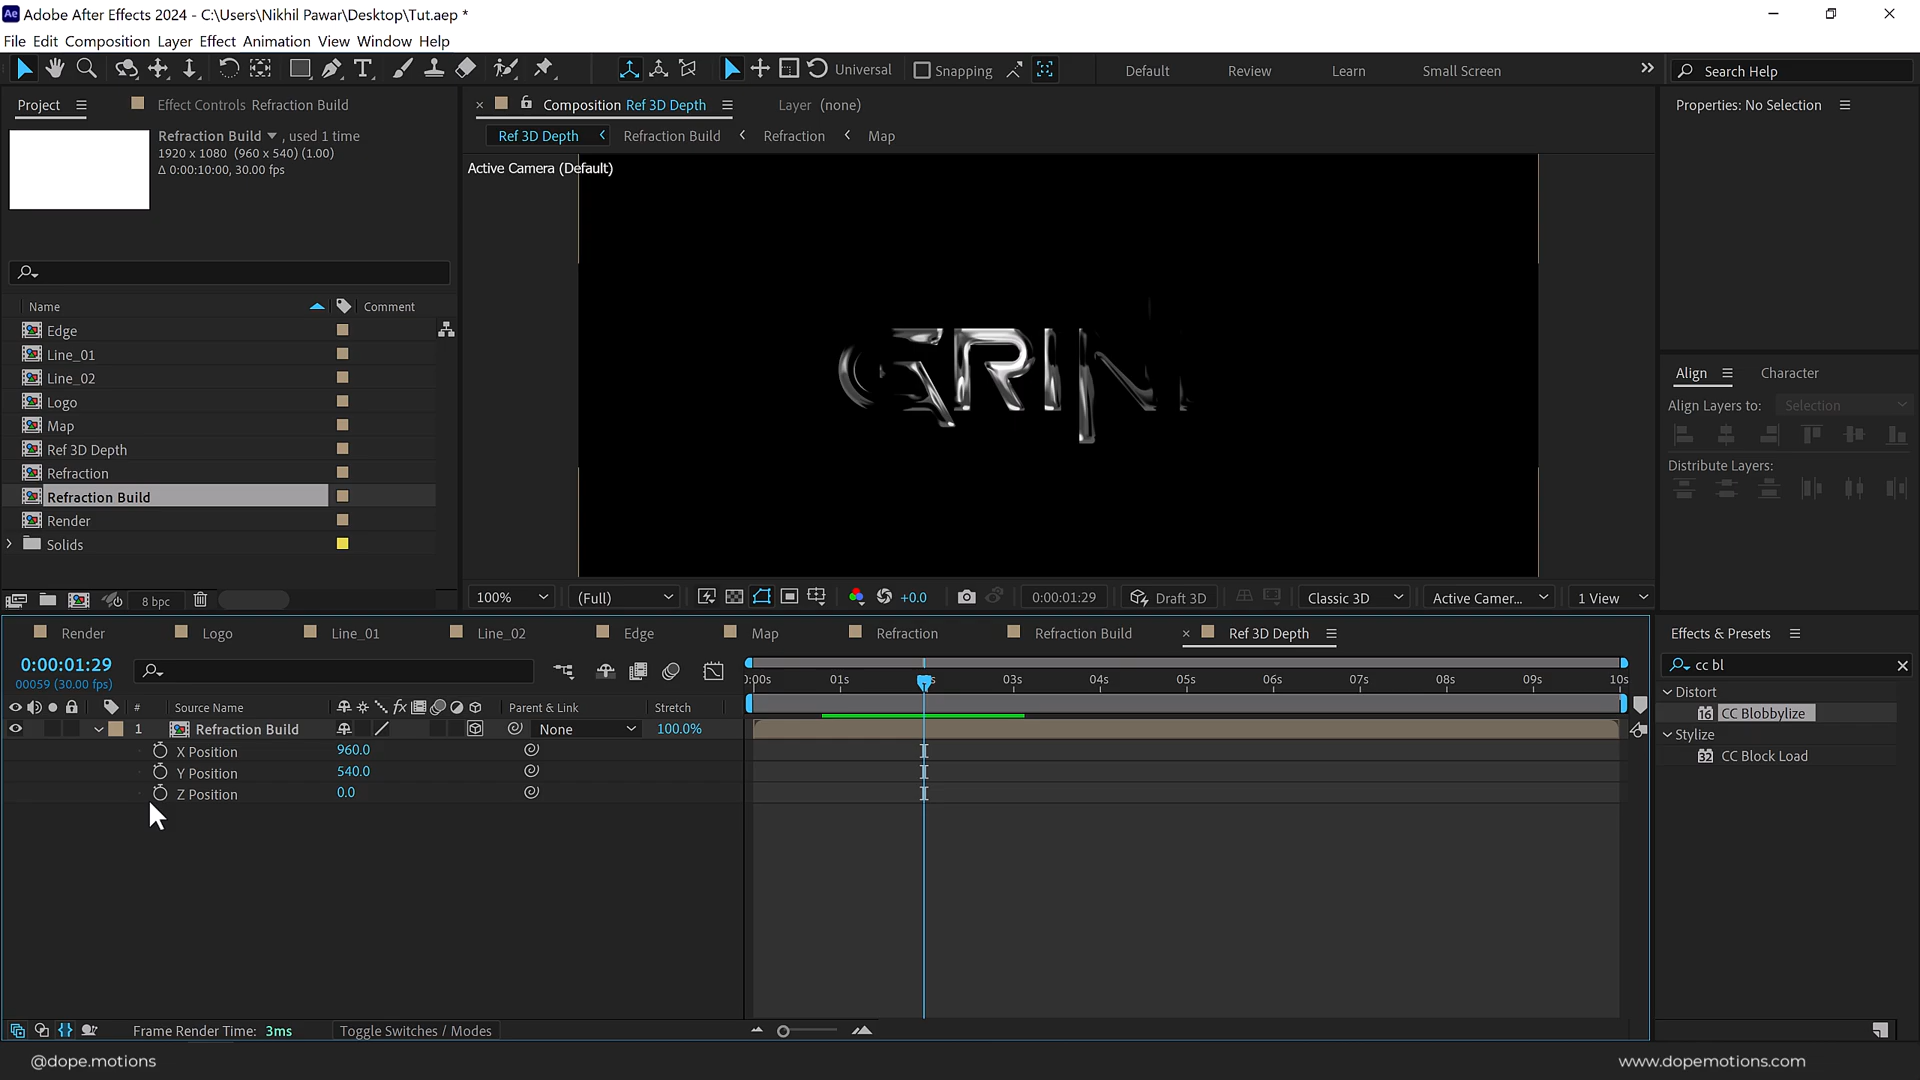 Adobe After Effects 2024 - C:\Users\Nikhil Pawar\Desktop\Tut.aep *
File Edit Composition Layer Effect Animation View Window Help
Universal Snapping Default Review Learn Small Screen Search Help
Project Effect Controls Refraction Build Composition Ref 3D Depth Layer (none) Properties: No Selection
Refraction Build , used 1 time
1920 x 1080 (960 x 540) (1.00)
Δ 0:00:10:00, 30.00 fps
Ref 3D Depth Refraction Build Refraction Map
Active Camera (Default)
Name Comment
Edge
Line_01
Line_02
Logo
Map
Ref 3D Depth
Refraction
Refraction Build
Render
Solids
GRIN
Align Character
Align Layers to: Selection
Distribute Layers:
8 bpc
100% (Full) +0.0 0:00:01:29 Draft 3D Classic 3D Active Camer... 1 View
Render Logo Line_01 Line_02 Edge Map Refraction Refraction Build Ref 3D Depth
Effects & Presets
0:00:01:29
00059 (30.00 fps)
cc bl
):00s 01s 03s 04s 05s 06s 07s 08s 09s 10s
# Source Name fx Parent & Link Stretch
1 Refraction Build None 100.0%
X Position 960.0
Y Position 540.0
Z Position 0.0
Distort
16 CC Blobbylize
Stylize
32 CC Block Load
Frame Render Time: 3ms Toggle Switches / Modes
@dope.motions
www.dopemotions.com